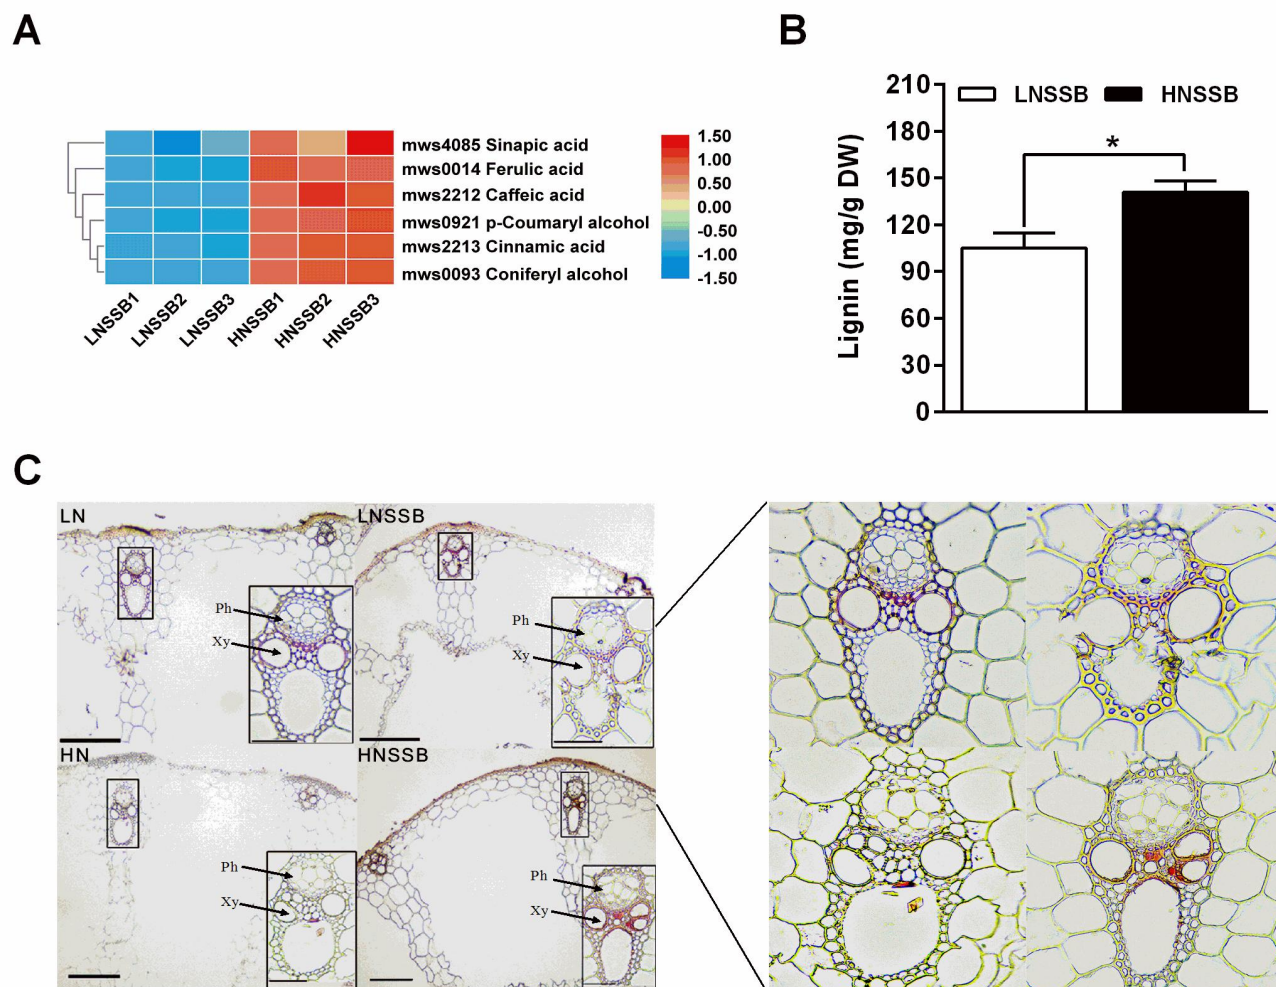 A
mws4085 Sinapic acid
mws0014 Ferulic acid
mws2212 Caffeic acid
mws0921 p-Coumaryl alcohol
mws2213 Cinnamic acid
mws0093 Coniferyl alcohol
1.50
1.00
0.50
0.00
-0.50
-1.00
-1.50
LNSSB1
LNSSB2
LNSSB3
HNSSB1
HNSSB2
HNSSB3
B
Lignin (mg/g DW)
210
180
150
120
90
60
30
0
LNSSB
HNSSB
*
C
LN
Ph
Xy
LNSSB
Ph
Xy
HN
Ph
Xy
HNSSB
Ph
Xy